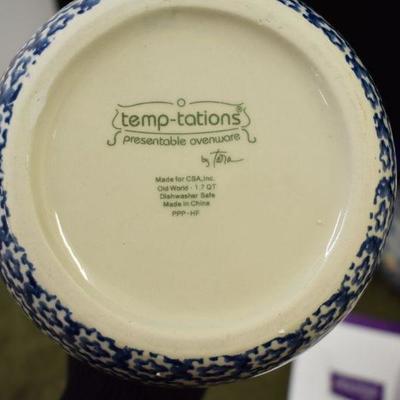 temp-tations®
presentable ovenware
by Tara
Made for CSA,Inc.
Old World - 1.7 QT
Dishwasher Safe
Made in China
PPP-HF